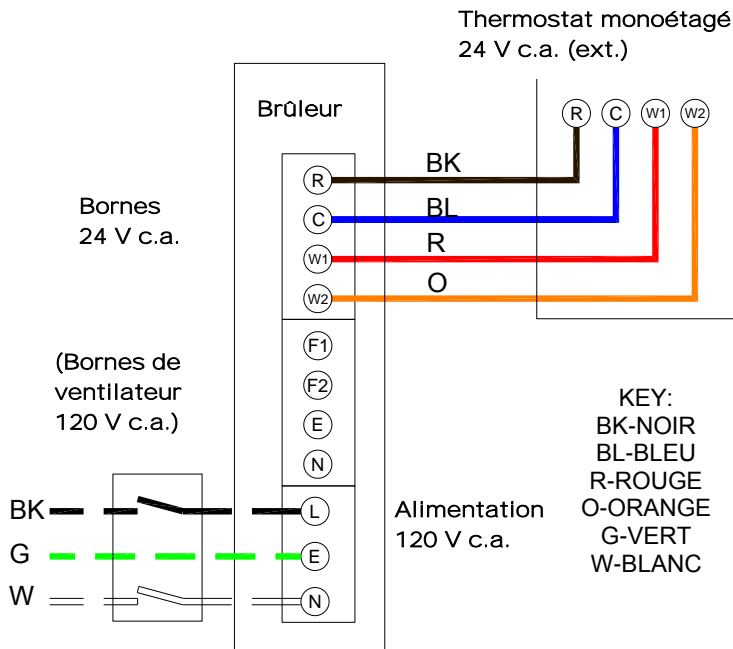 Thermostat monoétagé
24 V c.a. (ext.)
Brûleur
R C W1 W2
Bornes
24 V c.a.
R
BK
C
BL
W1
R
W2
O
(Bornes de
ventilateur
120 V c.a.)
F1
F2
E
N
BK
L
G
E
W
N
Alimentation
120 V c.a.
KEY:
BK-NOIR
BL-BLEU
R-ROUGE
O-ORANGE
G-VERT
W-BLANC